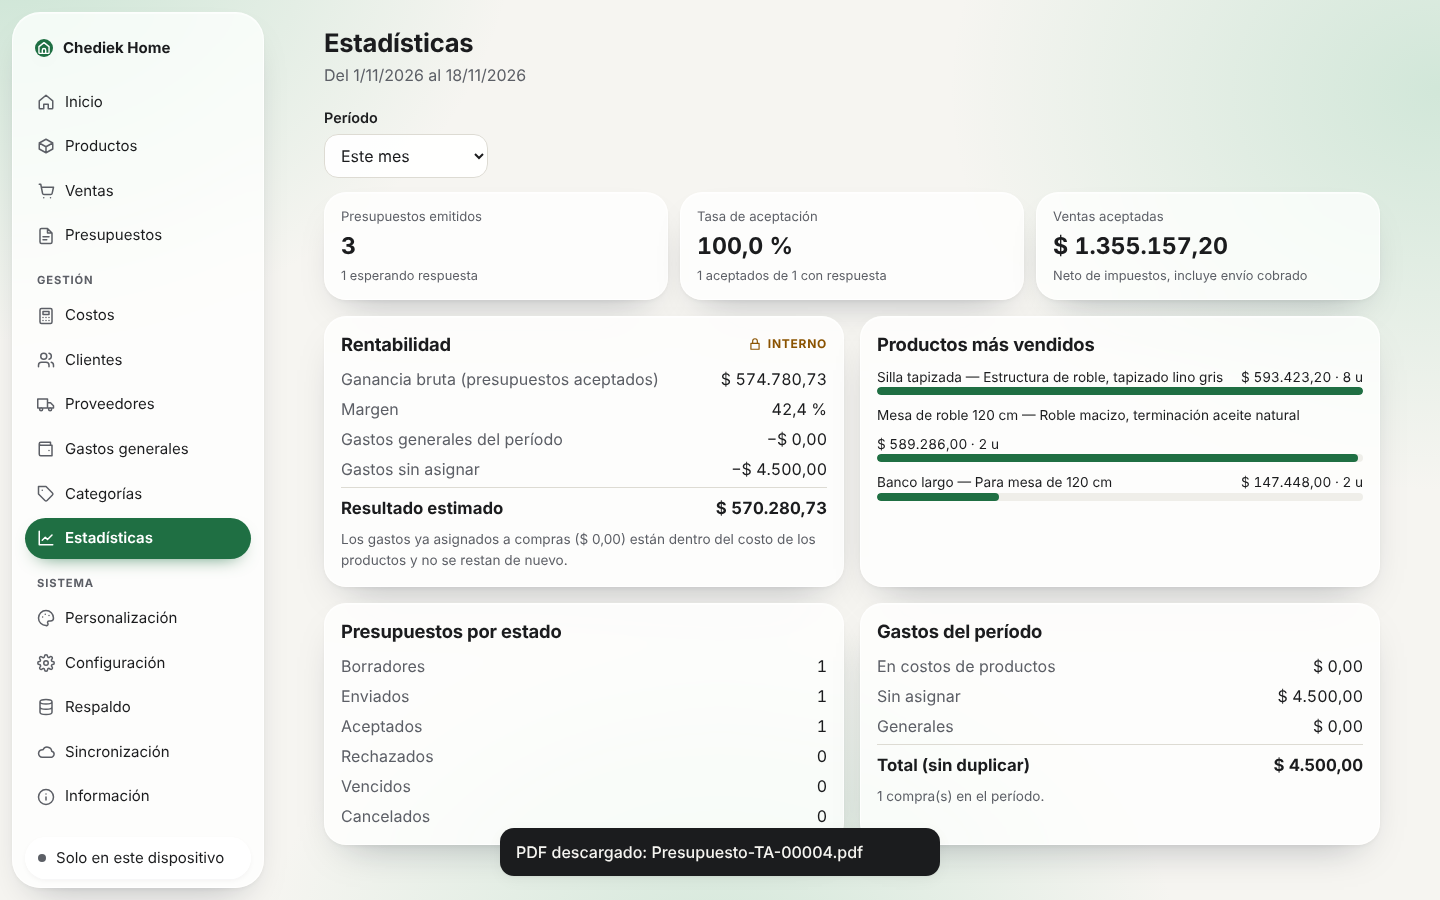 Chediek Home
Inicio
Productos
Ventas
Presupuestos
GESTIÓN
Costos
Clientes
Proveedores
Gastos generales
Categorías
Estadísticas
SISTEMA
Personalización
Configuración
Respaldo
Sincronización
Información
Solo en este dispositivo
Estadísticas
Del 1/11/2026 al 18/11/2026
Período
Este mes
Presupuestos emitidos
3
1 esperando respuesta
Tasa de aceptación
100,0 %
1 aceptados de 1 con respuesta
Ventas aceptadas
$ 1.355.157,20
Neto de impuestos, incluye envío cobrado
Rentabilidad INTERNO
Ganancia bruta (presupuestos aceptados) $ 574.780,73
Margen 42,4 %
Gastos generales del período −$ 0,00
Gastos sin asignar −$ 4.500,00
Resultado estimado $ 570.280,73
Los gastos ya asignados a compras ($ 0,00) están dentro del costo de los
productos y no se restan de nuevo.
Productos más vendidos
Silla tapizada — Estructura de roble, tapizado lino gris $ 593.423,20 · 8 u
Mesa de roble 120 cm — Roble macizo, terminación aceite natural
$ 589.286,00 · 2 u
Banco largo — Para mesa de 120 cm $ 147.448,00 · 2 u
Presupuestos por estado
Borradores 1
Enviados 1
Aceptados 1
Rechazados 0
Vencidos 0
Cancelados 0
Gastos del período
En costos de productos $ 0,00
Sin asignar $ 4.500,00
Generales $ 0,00
Total (sin duplicar) $ 4.500,00
1 compra(s) en el período.
PDF descargado: Presupuesto-TA-00004.pdf